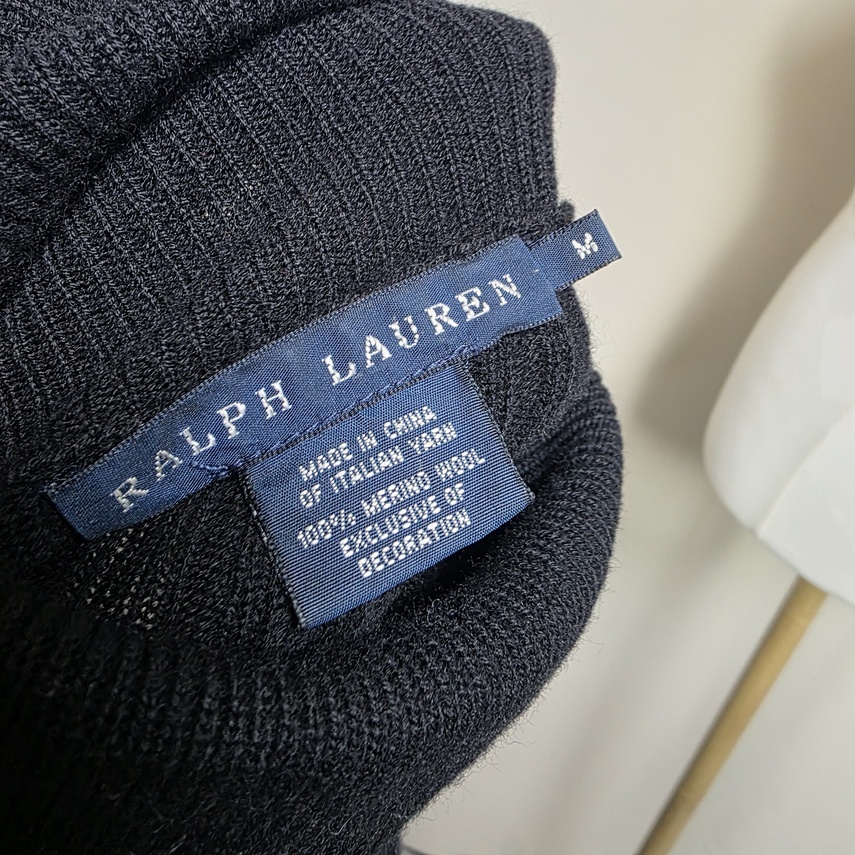 RALPH LAUREN
M
MADE IN CHINA
OF ITALIAN YARN
100% MERINO WOOL
EXCLUSIVE OF
DECORATION